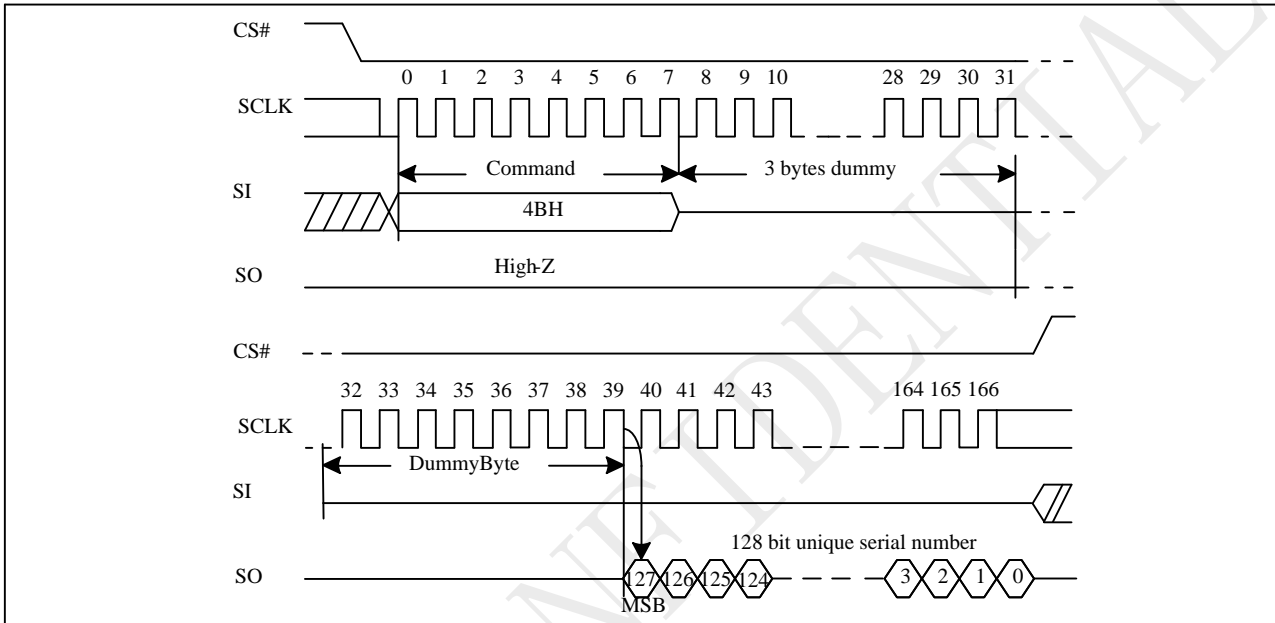 CS#
0 1 2 3 4 5 6 7 8 9 10 28 29 30 31
SCLK
Command 3 bytes dummy
SI
4BH
High-Z
SO
CS#
32 33 34 35 36 37 38 39 40 41 42 43 164 165 166
SCLK
DummyByte
SI
128 bit unique serial number
SO
127 126 125 124 3 2 1 0
MSB
NE IDENTIAL